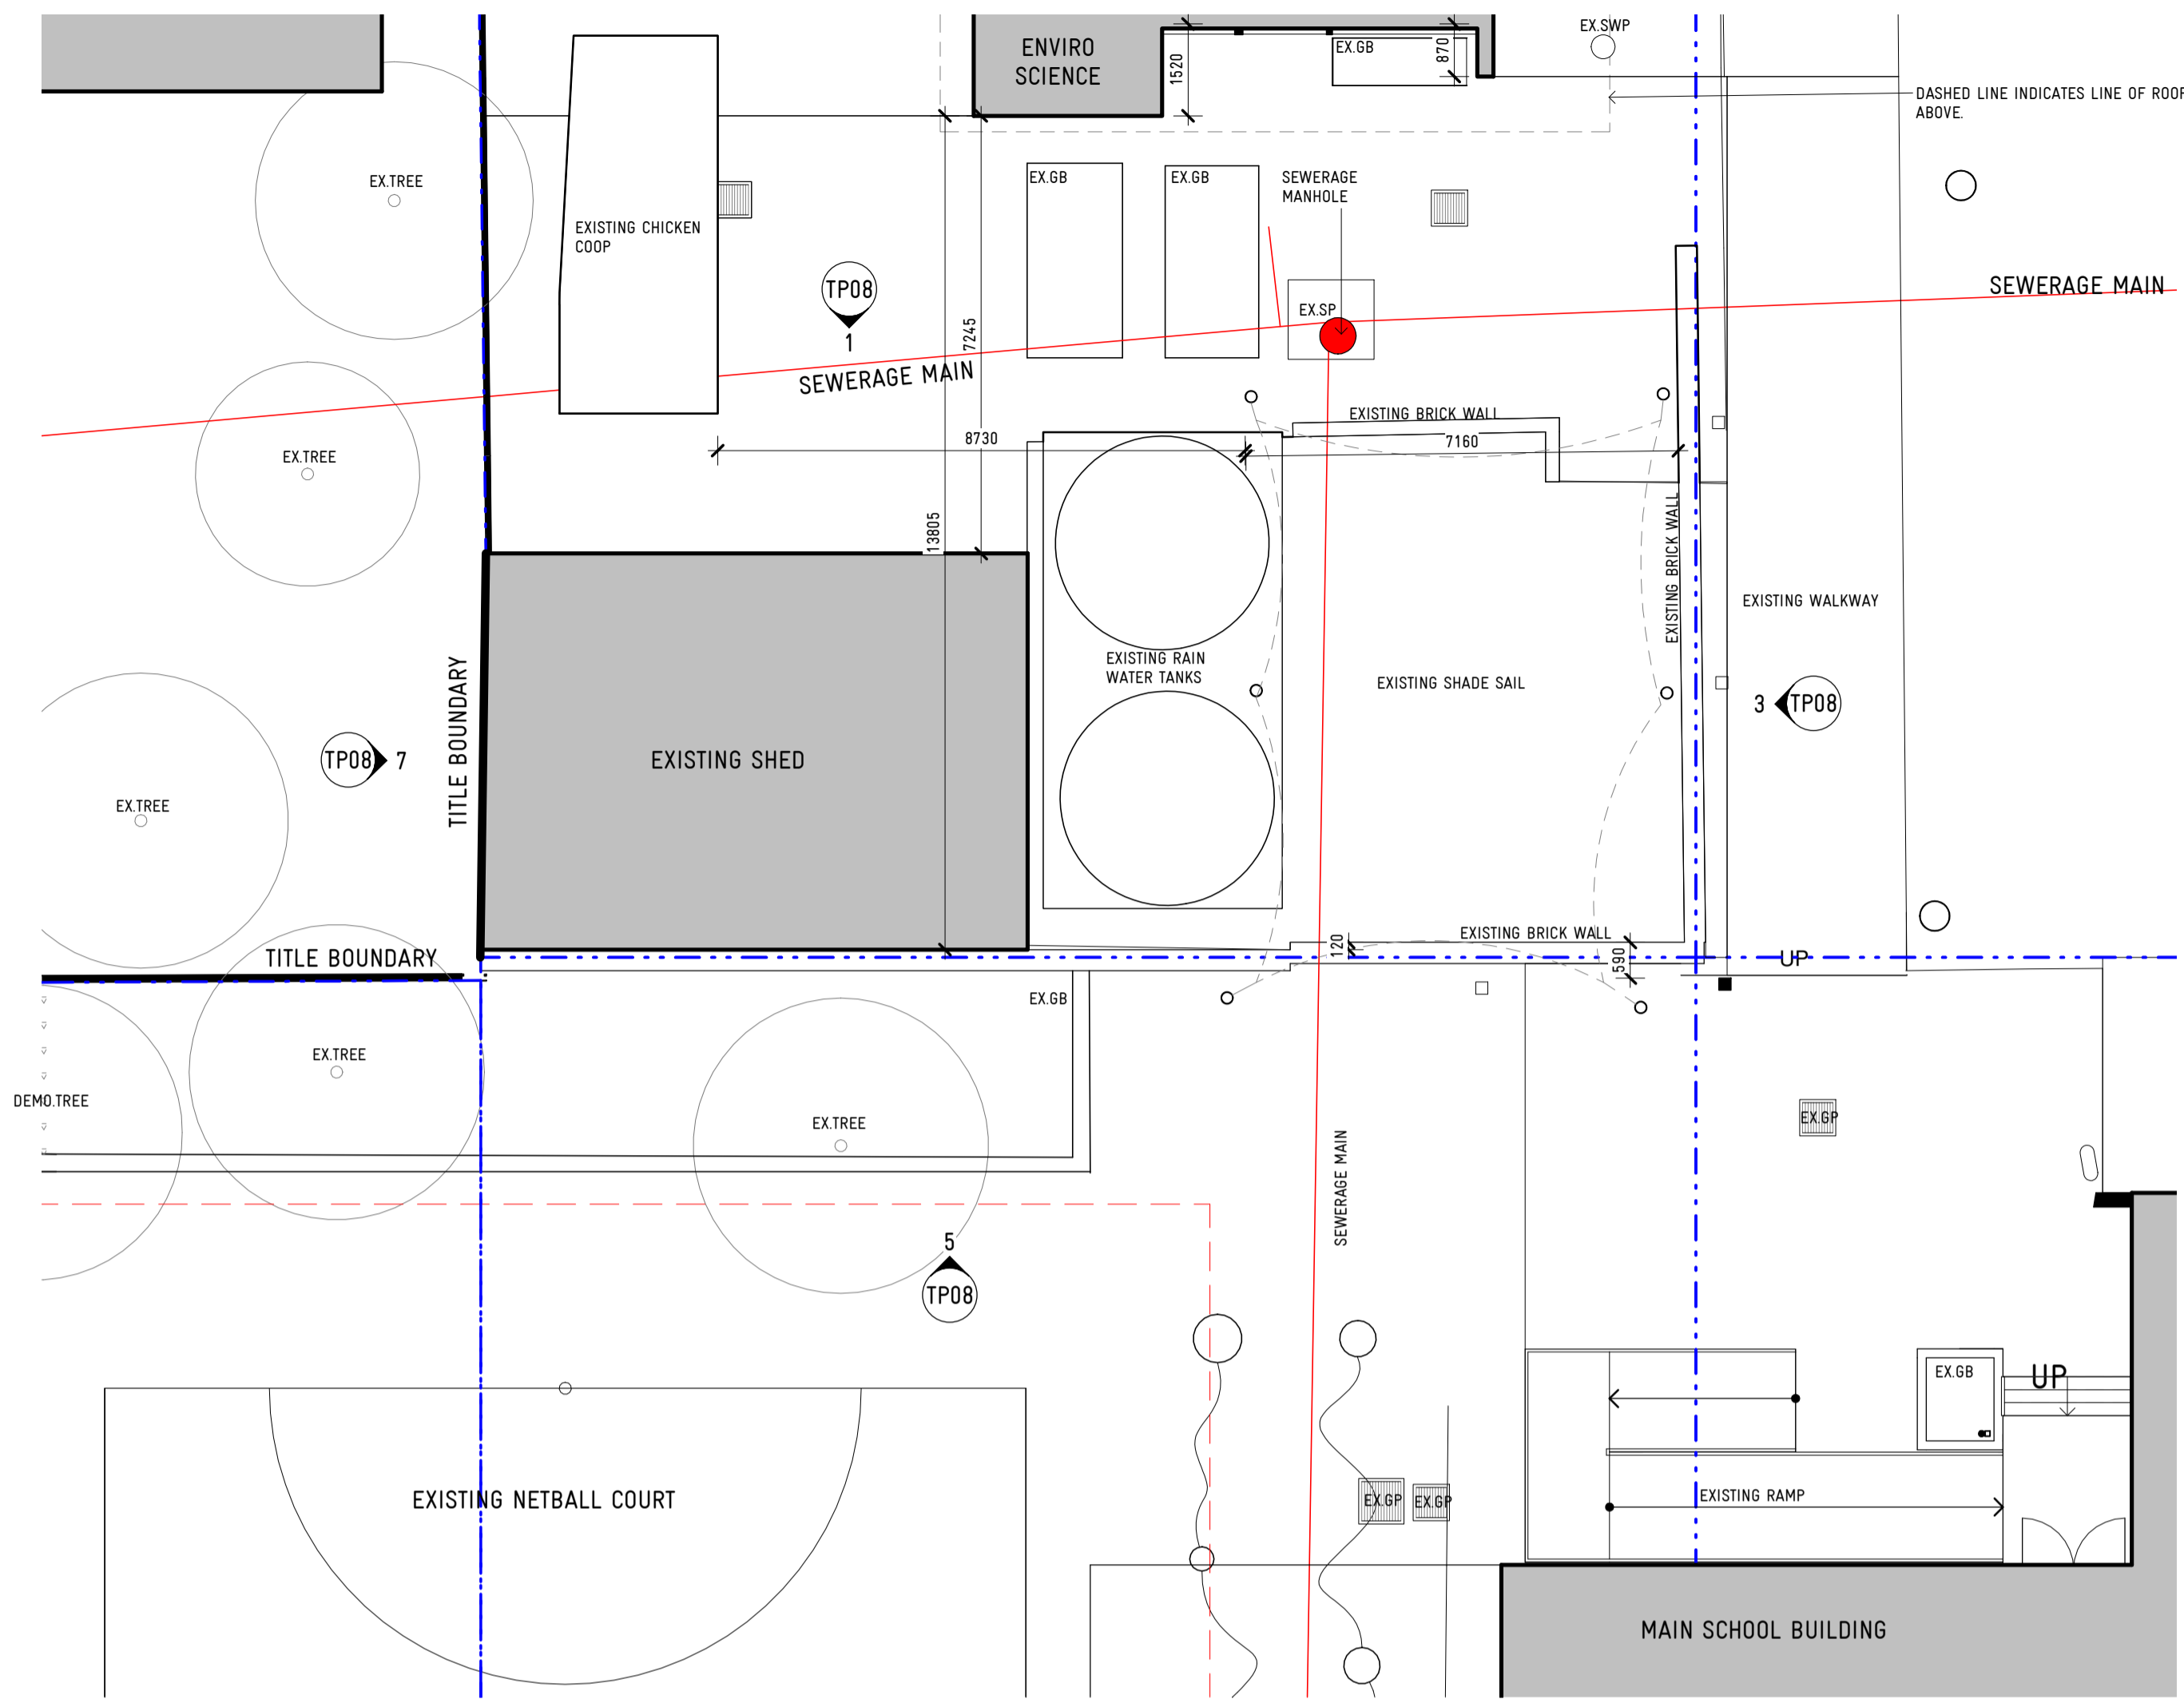 EX.SWP
ENVIRO
SCIENCE
EX.GB
870
1520
DASHED LINE INDICATES LINE OF ROOF
ABOVE.
EX.TREE
EX.GB
EX.GB
SEWERAGE
MANHOLE
EXISTING CHICKEN
COOP
TP08
1
SEWERAGE MAIN
EX.SP
7245
SEWERAGE MAIN
EXISTING BRICK WALL
8730
7160
EX.TREE
13805
EXISTING BRICK WALL
EXISTING WALKWAY
EXISTING RAIN
WATER TANKS
EXISTING SHADE SAIL
3
TP08
TITLE BOUNDARY
TP08
7
EXISTING SHED
EX.TREE
EXISTING BRICK WALL
120
590
UP
TITLE BOUNDARY
EX.GB
EX.TREE
DEMO.TREE
EX.TREE
EX.GP
SEWERAGE MAIN
5
TP08
EX.GB
UP
EXISTING NETBALL COURT
EX.GP
EX.GP
EXISTING RAMP
MAIN SCHOOL BUILDING